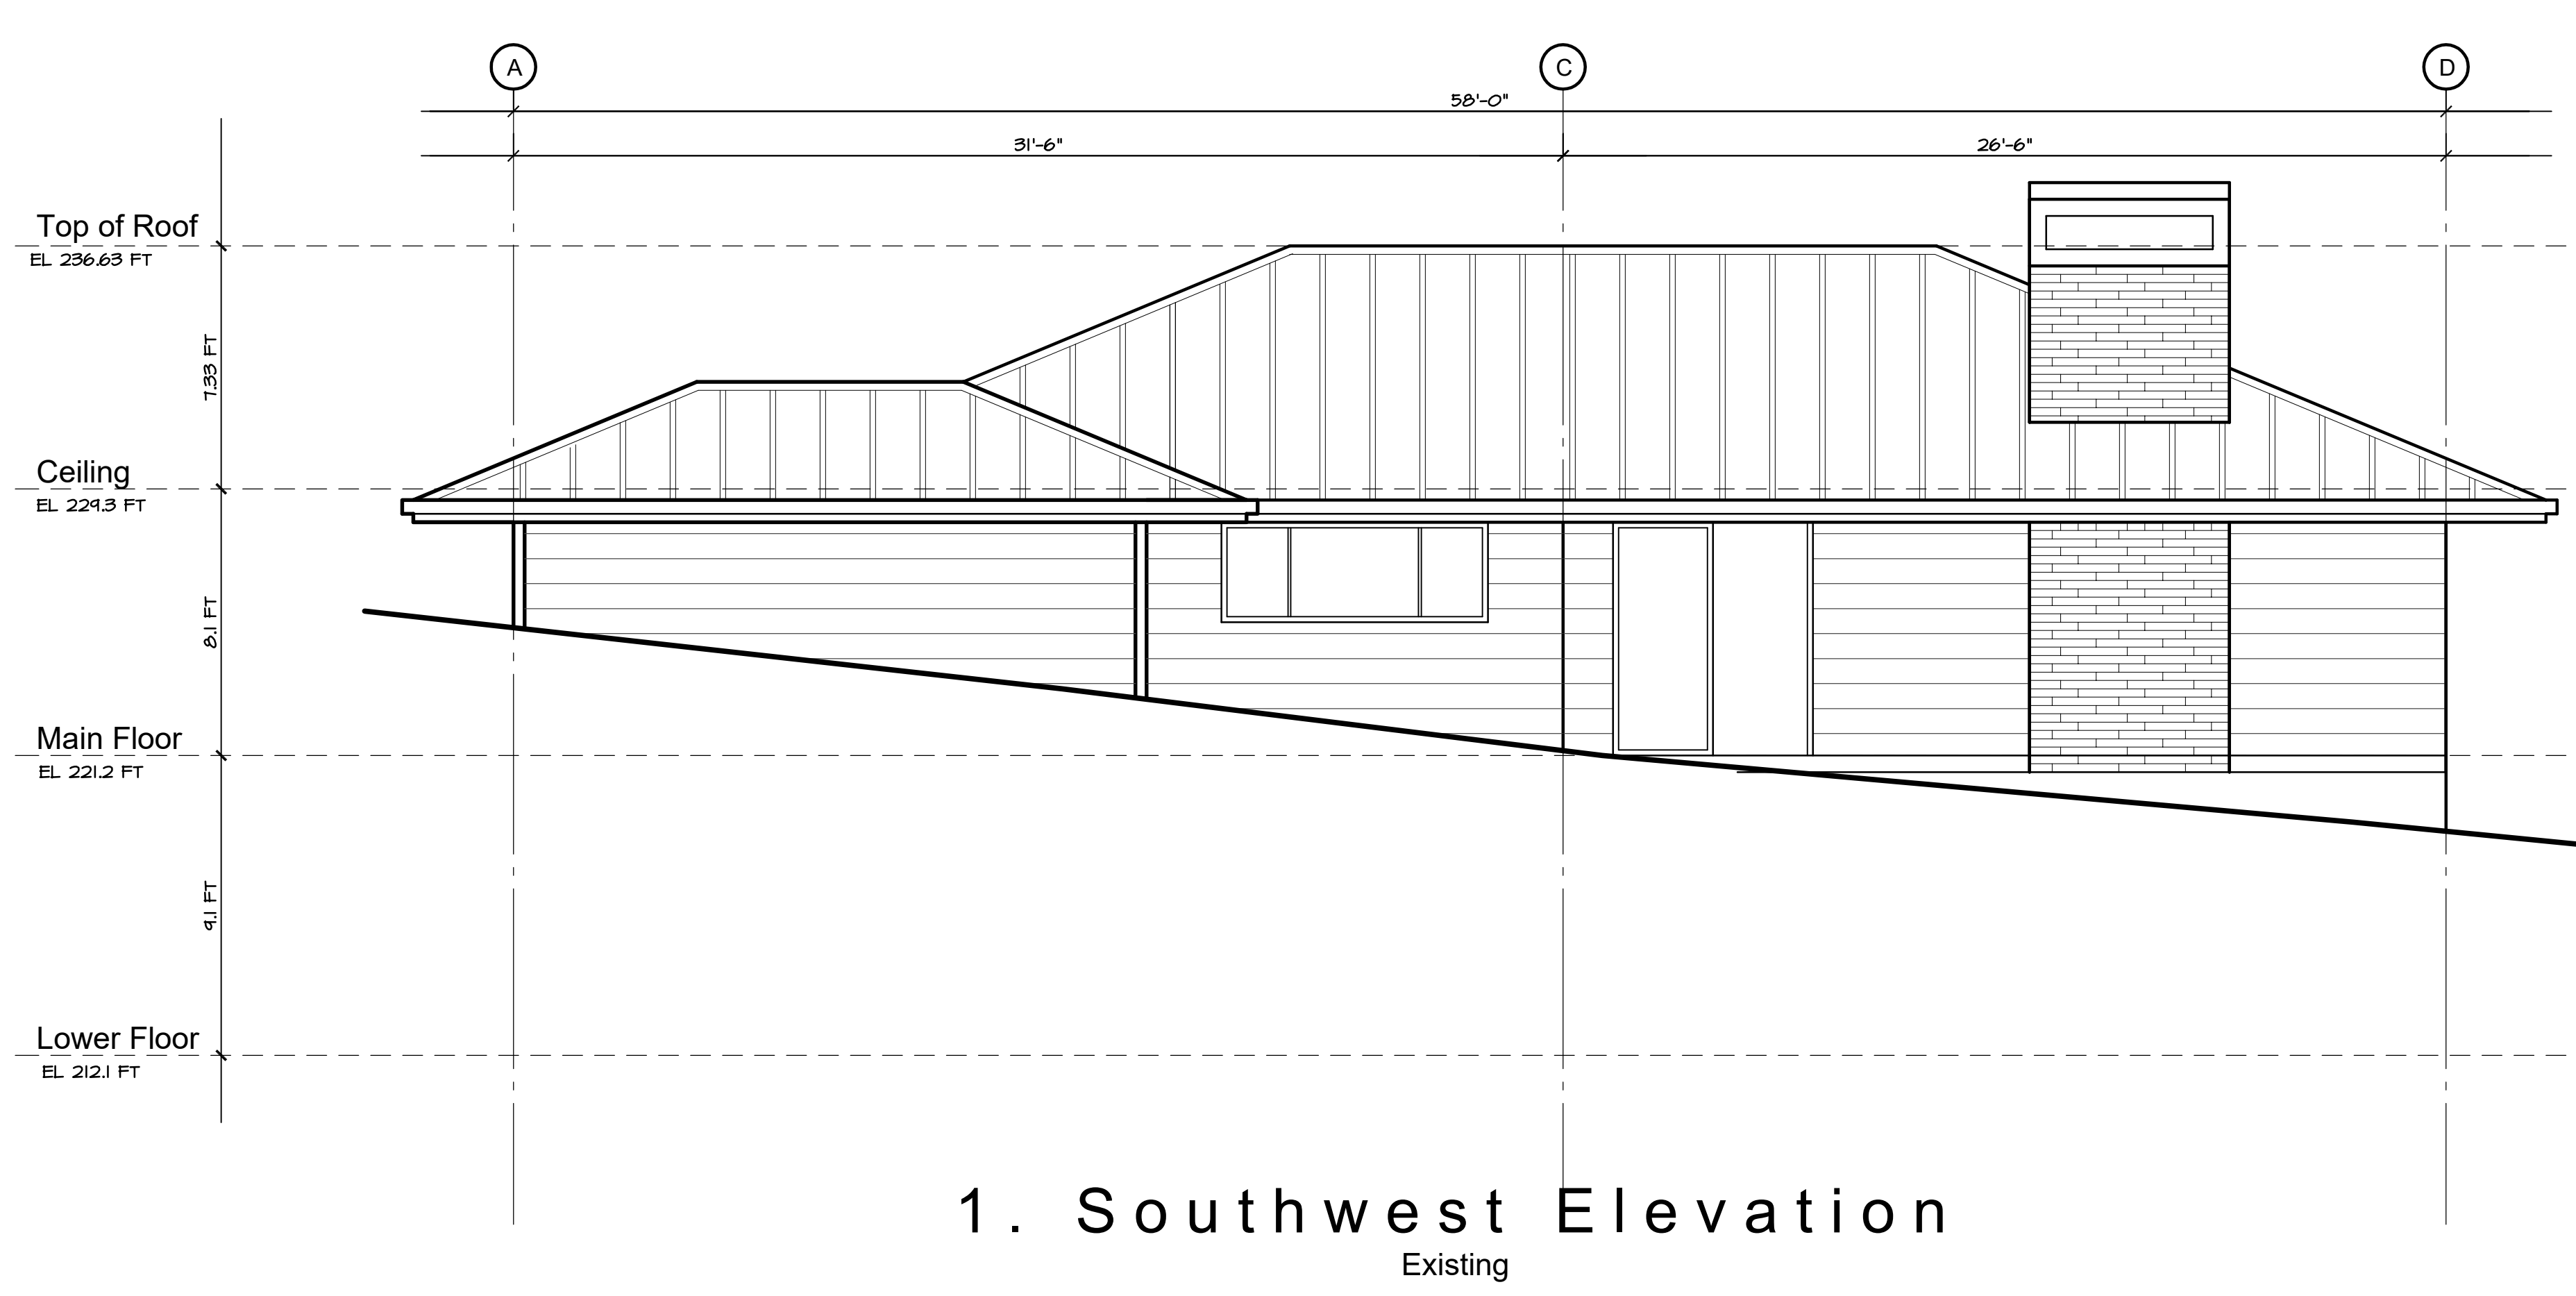 A
C
D
58'-0"
31'-6"
26'-6"
Top of Roof
EL 236.63 FT
7.33 FT
Ceiling
EL 229.3 FT
8.1 FT
Main Floor
EL 221.2 FT
9.1 FT
Lower Floor
EL 212.1 FT
1. Southwest Elevation
Existing